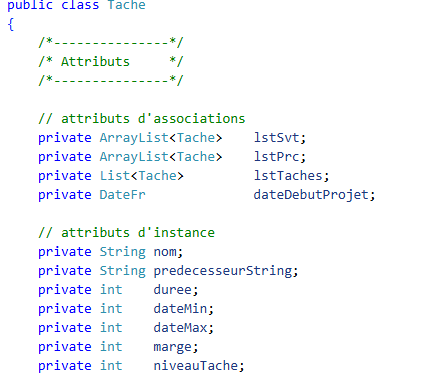 public class Tache
{
/*---------------*/
/* Attributs     */
/*---------------*/
// attributs d'associations
private ArrayList<Tache>    lstSvt;
private ArrayList<Tache>    lstPrc;
private List<Tache>         lstTaches;
private DateFr              dateDebutProjet;
// attributs d'instance
private String nom;
private String predecesseurString;
private int    duree;
private int    dateMin;
private int    dateMax;
private int    marge;
private int    niveauTache;